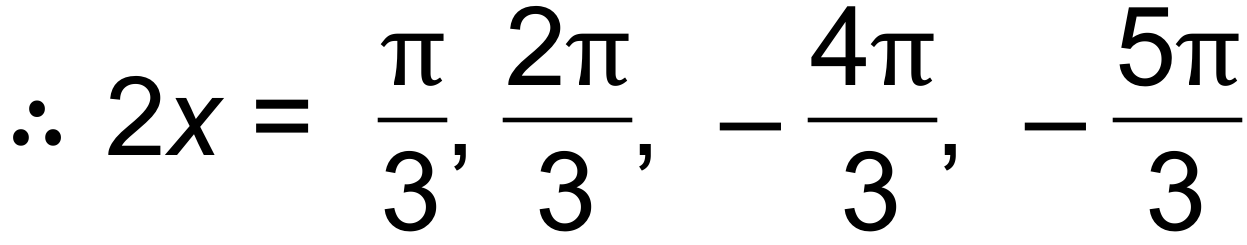 ∴ 2x = π/3, 2π/3, − 4π/3, − 5π/3